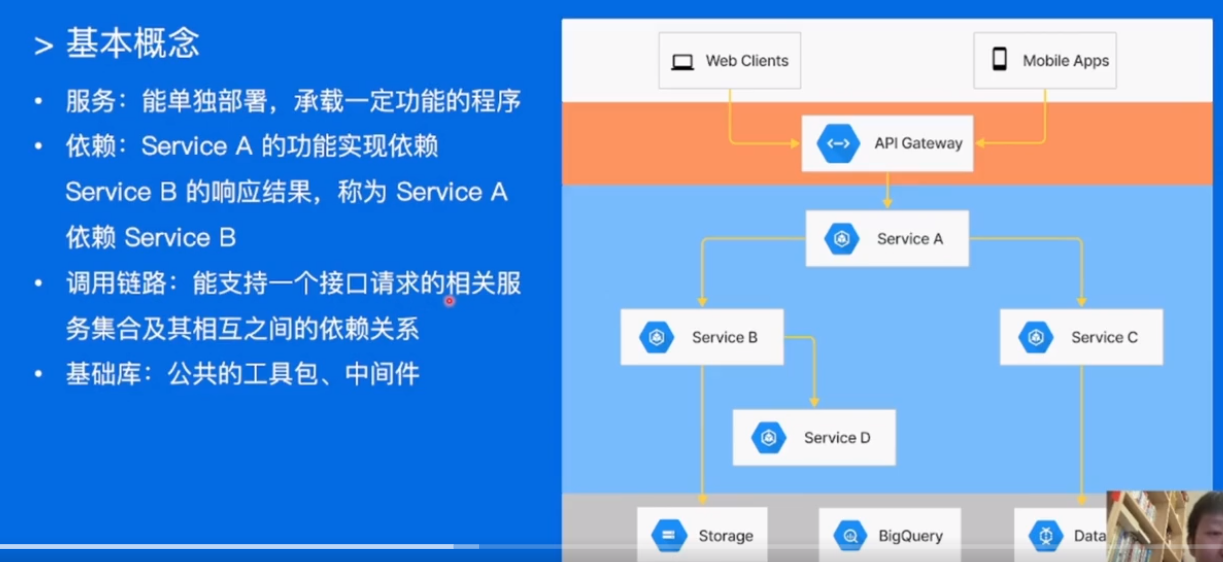 > 基本概念
• 服务：能单独部署，承载一定功能的程序
• 依赖：Service A 的功能实现依赖
Service B 的响应结果，称为 Service A
依赖 Service B
• 调用链路：能支持一个接口请求的相关服
务集合及其相互之间的依赖关系
• 基础库：公共的工具包、中间件
Web Clients
Mobile Apps
API Gateway
Service A
Service B
Service C
Service D
Storage
BigQuery
Data